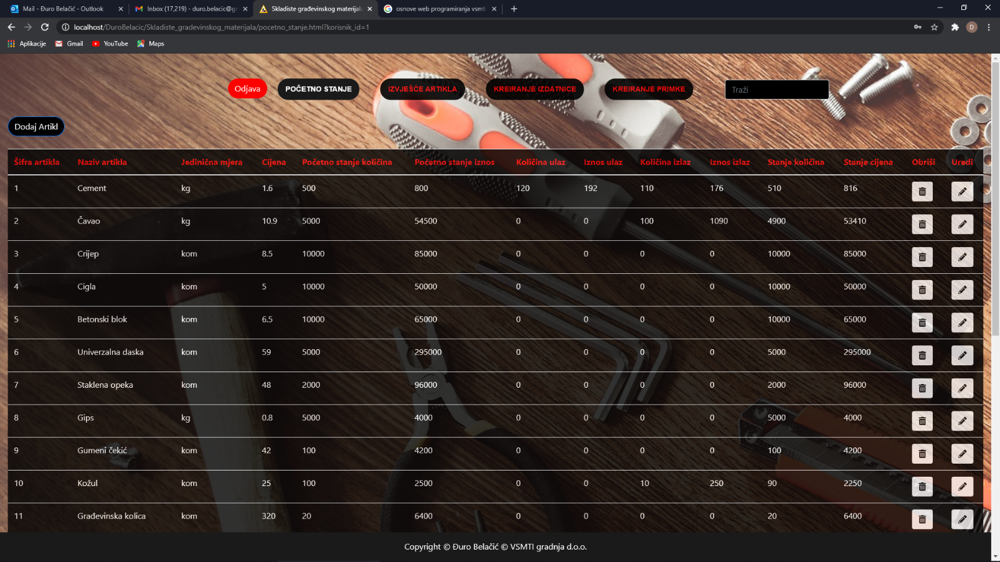 Mail - Đuro Belačić - Outlook
Inbox (17,219) - duro.belacic@gm
Skladiste građevinskog materijala
osnove web programiranja vsmti
localhost/DuroBelacic/Skladiste_gradevinskog_materijala/pocetno_stanje.html?korisnik_id=1
D
Aplikacije Gmail YouTube Maps
Odjava POČETNO STANJE IZVJEŠĆE ARTIKLA KREIRANJE IZDATNICE KREIRANJE PRIMKE Traži
Dodaj Artikl
Šifra artikla Naziv artikla Jedinična mjera Cijena Početno stanje količina Početno stanje iznos Količina ulaz Iznos ulaz Količina izlaz Iznos izlaz Stanje količina Stanje cijena Obriši Uredi
1 Cement kg 1.6 500 800 120 192 110 176 510 816
2 Čavao kg 10.9 5000 54500 0 0 100 1090 4900 53410
3 Crijep kom 8.5 10000 85000 0 0 0 0 10000 85000
4 Cigla kom 5 10000 50000 0 0 0 0 10000 50000
5 Betonski blok kom 6.5 10000 65000 0 0 0 0 10000 65000
6 Univerzalna daska kom 59 5000 295000 0 0 0 0 5000 295000
7 Staklena opeka kom 48 2000 96000 0 0 0 0 2000 96000
8 Gips kg 0.8 5000 4000 0 0 0 0 5000 4000
9 Gumeni čekić kom 42 100 4200 0 0 0 0 100 4200
10 Kožul kom 25 100 2500 0 0 10 250 90 2250
11 Građevinska kolica kom 320 20 6400 0 0 0 0 20 6400
Copyright © Đuro Belačić © VSMTI gradnja d.o.o.